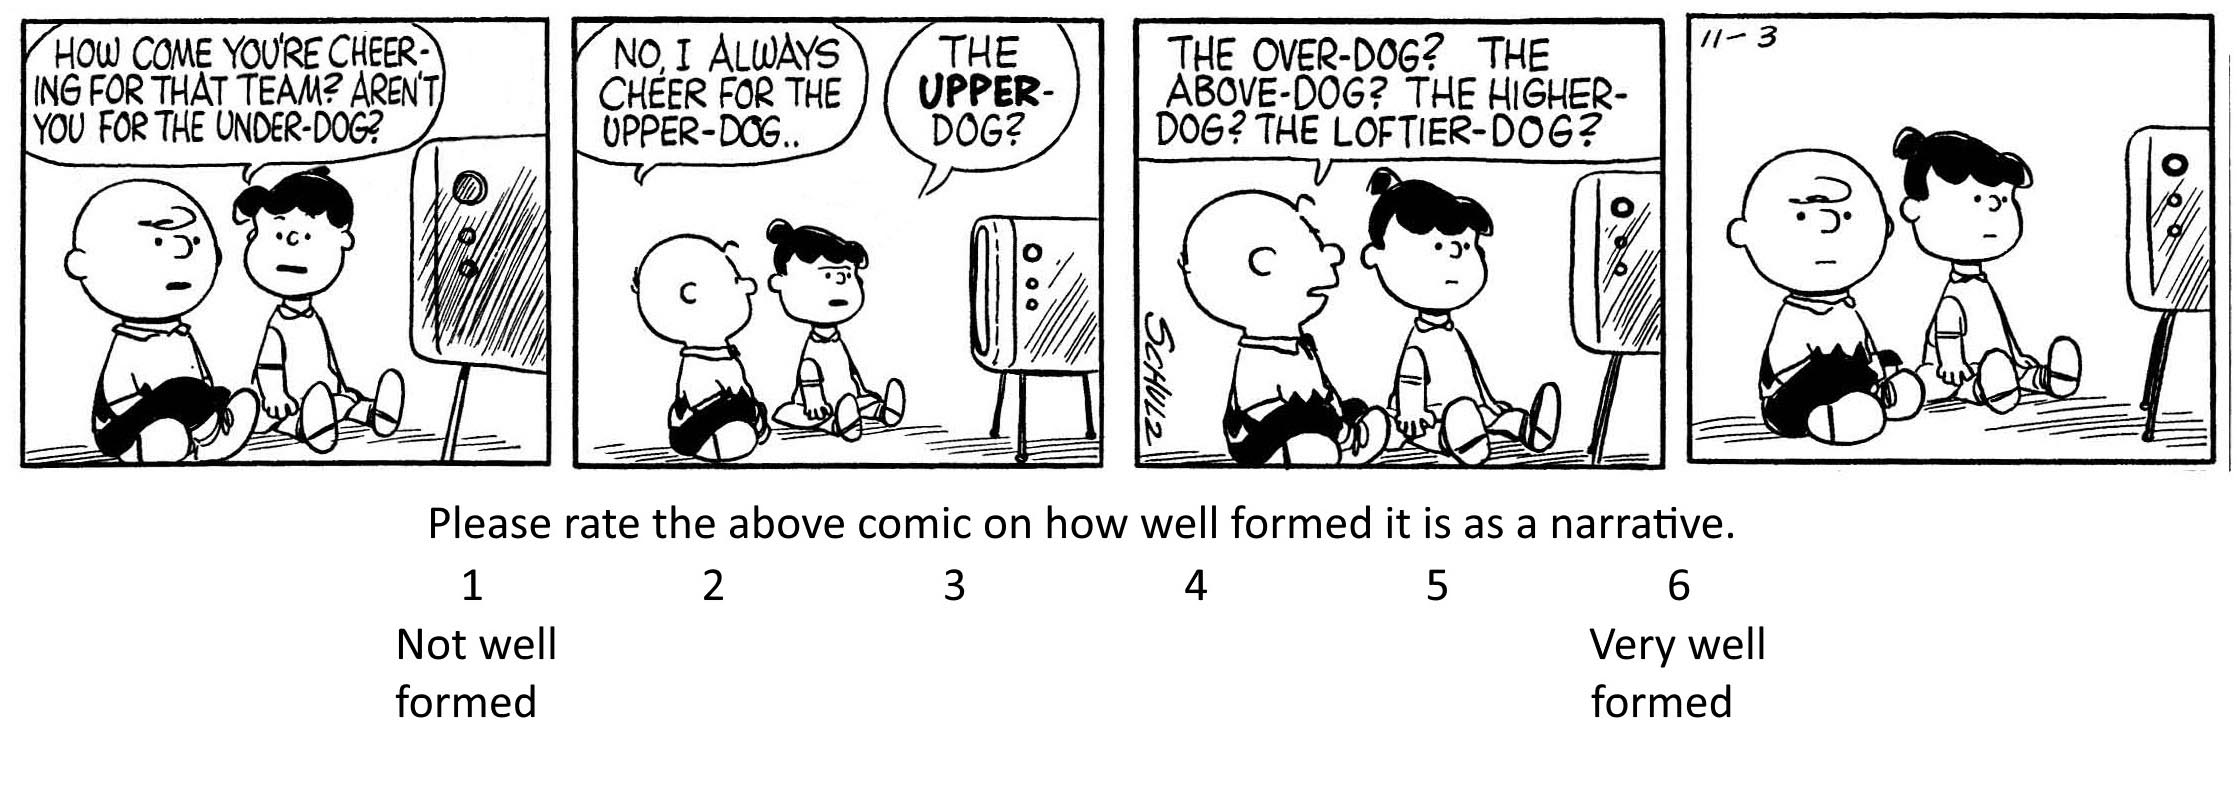 HOW COME YOU'RE CHEER-
ING FOR THAT TEAM? AREN'T
YOU FOR THE UNDER-DOG?
NO, I ALWAYS
CHEER FOR THE
UPPER-DOG..
THE
UPPER-
DOG?
THE OVER-DOG? THE
ABOVE-DOG? THE HIGHER-
DOG? THE LOFTIER-DOG?
SCHULZ
11-3
Please rate the above comic on how well formed it is as a narrative.
1 2 3 4 5 6
Not well
formed
Very well
formed